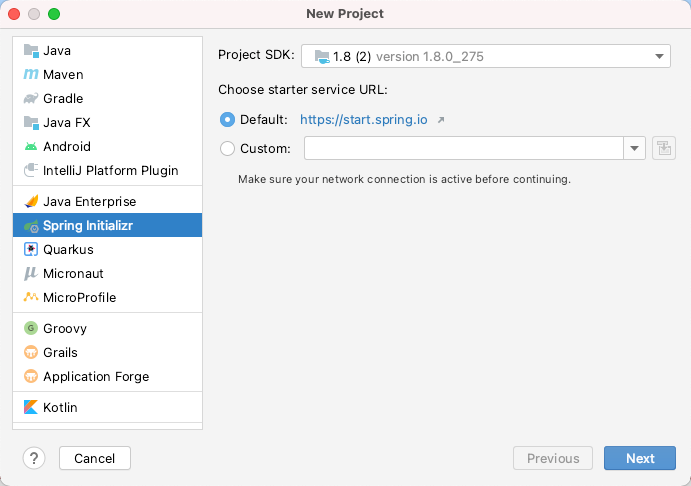 New Project
Java
Maven
Gradle
Java FX
Android
IntelliJ Platform Plugin
Java Enterprise
Spring Initializr
Quarkus
Micronaut
MicroProfile
Groovy
Grails
Application Forge
Kotlin
Project SDK: 1.8 (2) version 1.8.0_275
Choose starter service URL:
Default: https://start.spring.io
Custom:
Make sure your network connection is active before continuing.
? Cancel Previous Next